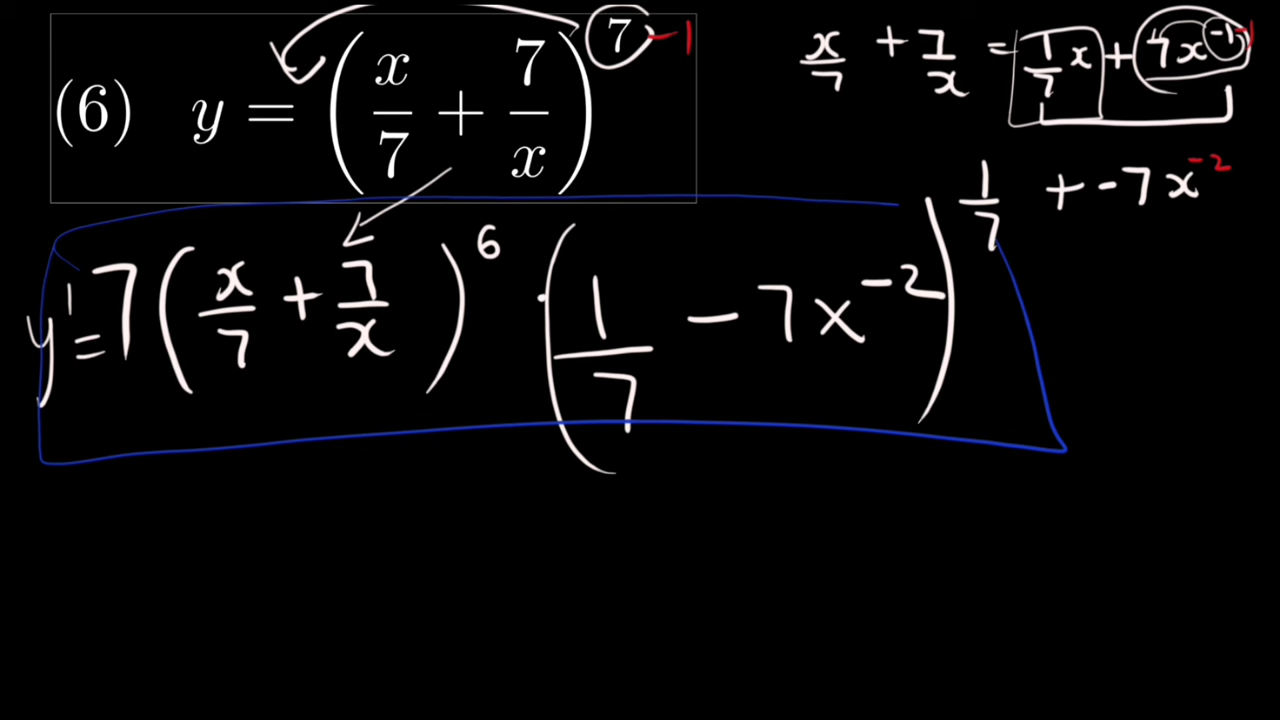 (6) y = (x/7 + 7/x)^7 -1
x/7 + 7/x = 1/7 x + 7x^-1 -1
1/7 + -7x^-2
y' = 7(x/7 + 7/x)^6 · (1/7 - 7x^-2)